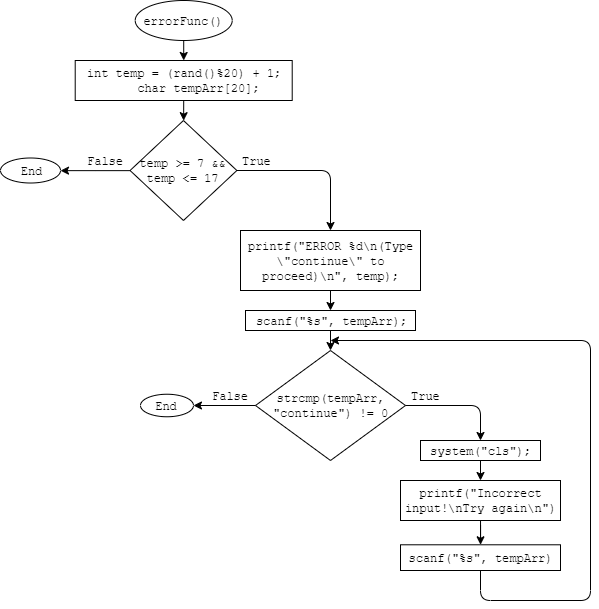 errorFunc()
int temp = (rand()%20) + 1;
char tempArr[20];
False
temp >= 7 &&
temp <= 17
True
End
printf("ERROR %d\n(Type
\"continue\" to
proceed)\n", temp);
scanf("%s", tempArr);
False
strcmp(tempArr,
"continue") != 0
True
End
system("cls");
printf("Incorrect
input!\nTry again\n")
scanf("%s", tempArr)